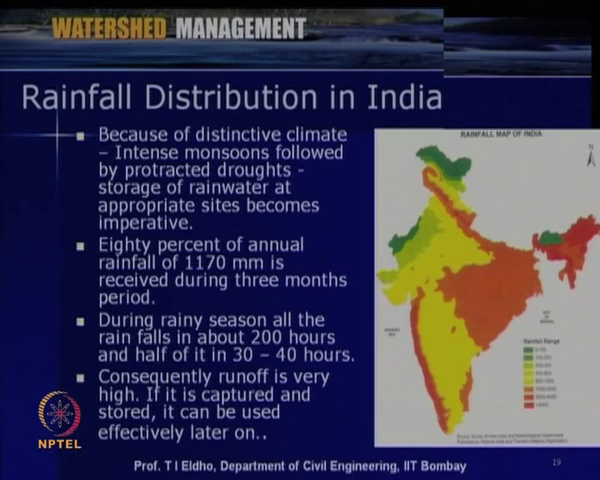 WATERSHED MANAGEMENT
Rainfall Distribution in India
Because of distinctive climate
– Intense monsoons followed
by protracted droughts -
storage of rainwater at
appropriate sites becomes
imperative.
Eighty percent of annual
rainfall of 1170 mm is
received during three months
period.
During rainy season all the
rain falls in about 200 hours
and half of it in 30 – 40 hours.
Consequently runoff is very
high. If it is captured and
stored, it can be used
effectively later on..
RAINFALL MAP OF INDIA
N
Rainfall Range
NPTEL
Prof. T I Eldho, Department of Civil Engineering, IIT Bombay
19